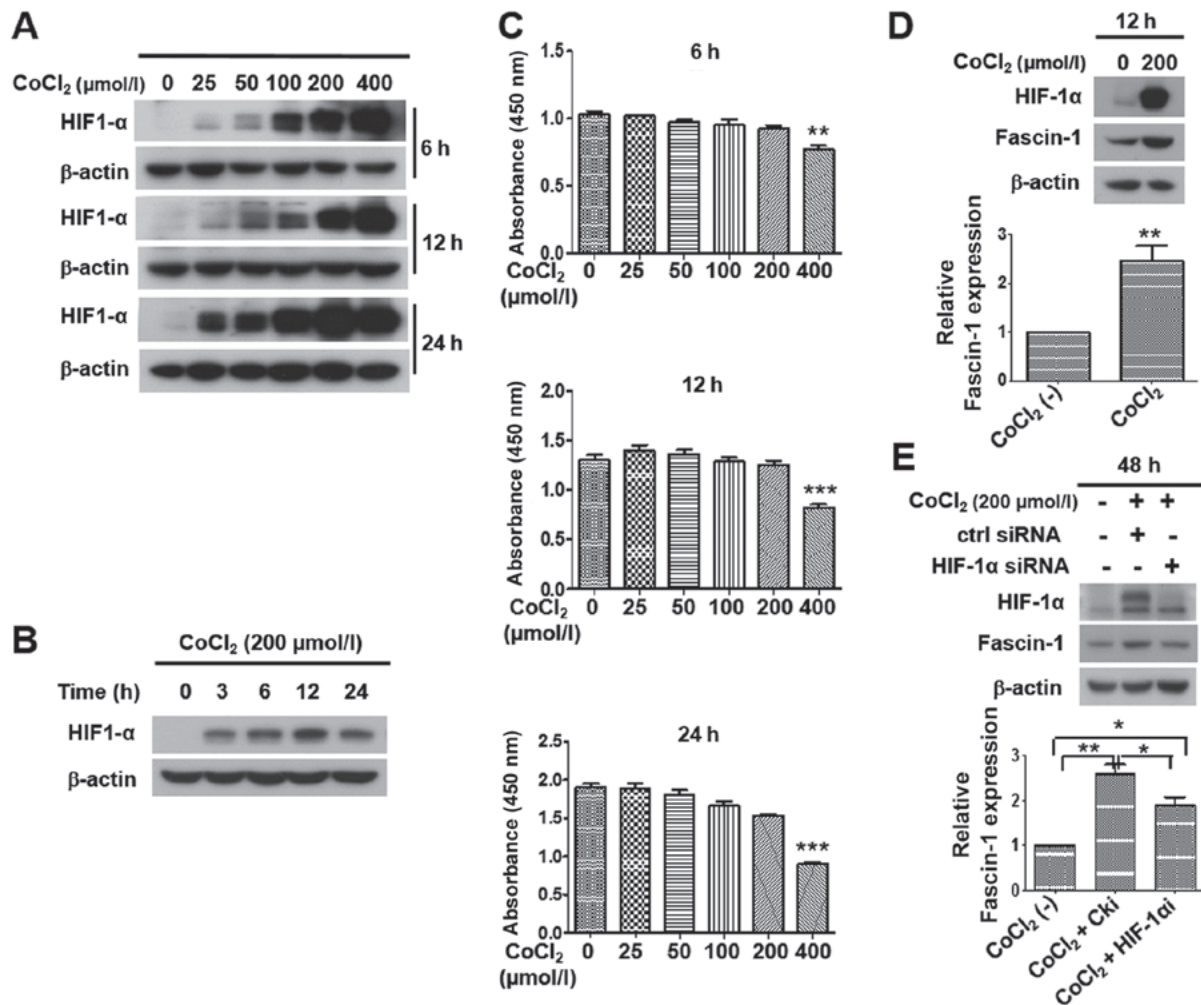 A
CoCl₂ (µmol/l) 0 25 50 100 200 400
HIF1-α
β-actin
6 h
HIF1-α
β-actin
12 h
HIF1-α
β-actin
24 h
B
CoCl₂ (200 µmol/l)
Time (h) 0 3 6 12 24
HIF1-α
β-actin
C
6 h
Absorbance (450 nm)
1.5
1.0
0.5
0.0
**
CoCl₂ 0 25 50 100 200 400
(µmol/l)
12 h
Absorbance (450 nm)
2.0
1.5
1.0
0.5
0.0
***
CoCl₂ 0 25 50 100 200 400
(µmol/l)
24 h
Absorbance (450 nm)
2.5
2.0
1.5
1.0
0.5
0.0
***
CoCl₂ 0 25 50 100 200 400
(µmol/l)
D
12 h
CoCl₂ (µmol/l) 0 200
HIF-1α
Fascin-1
β-actin
Relative
Fascin-1 expression
3
2
1
0
**
CoCl₂ (-)
CoCl₂
E
48 h
CoCl₂ (200 µmol/l) - + +
ctrl siRNA - + -
HIF-1α siRNA - - +
HIF-1α
Fascin-1
β-actin
Relative
Fascin-1 expression
3
2
1
0
*
** *
CoCl₂ (-)
CoCl₂ + Cki
CoCl₂ + HIF-1αi